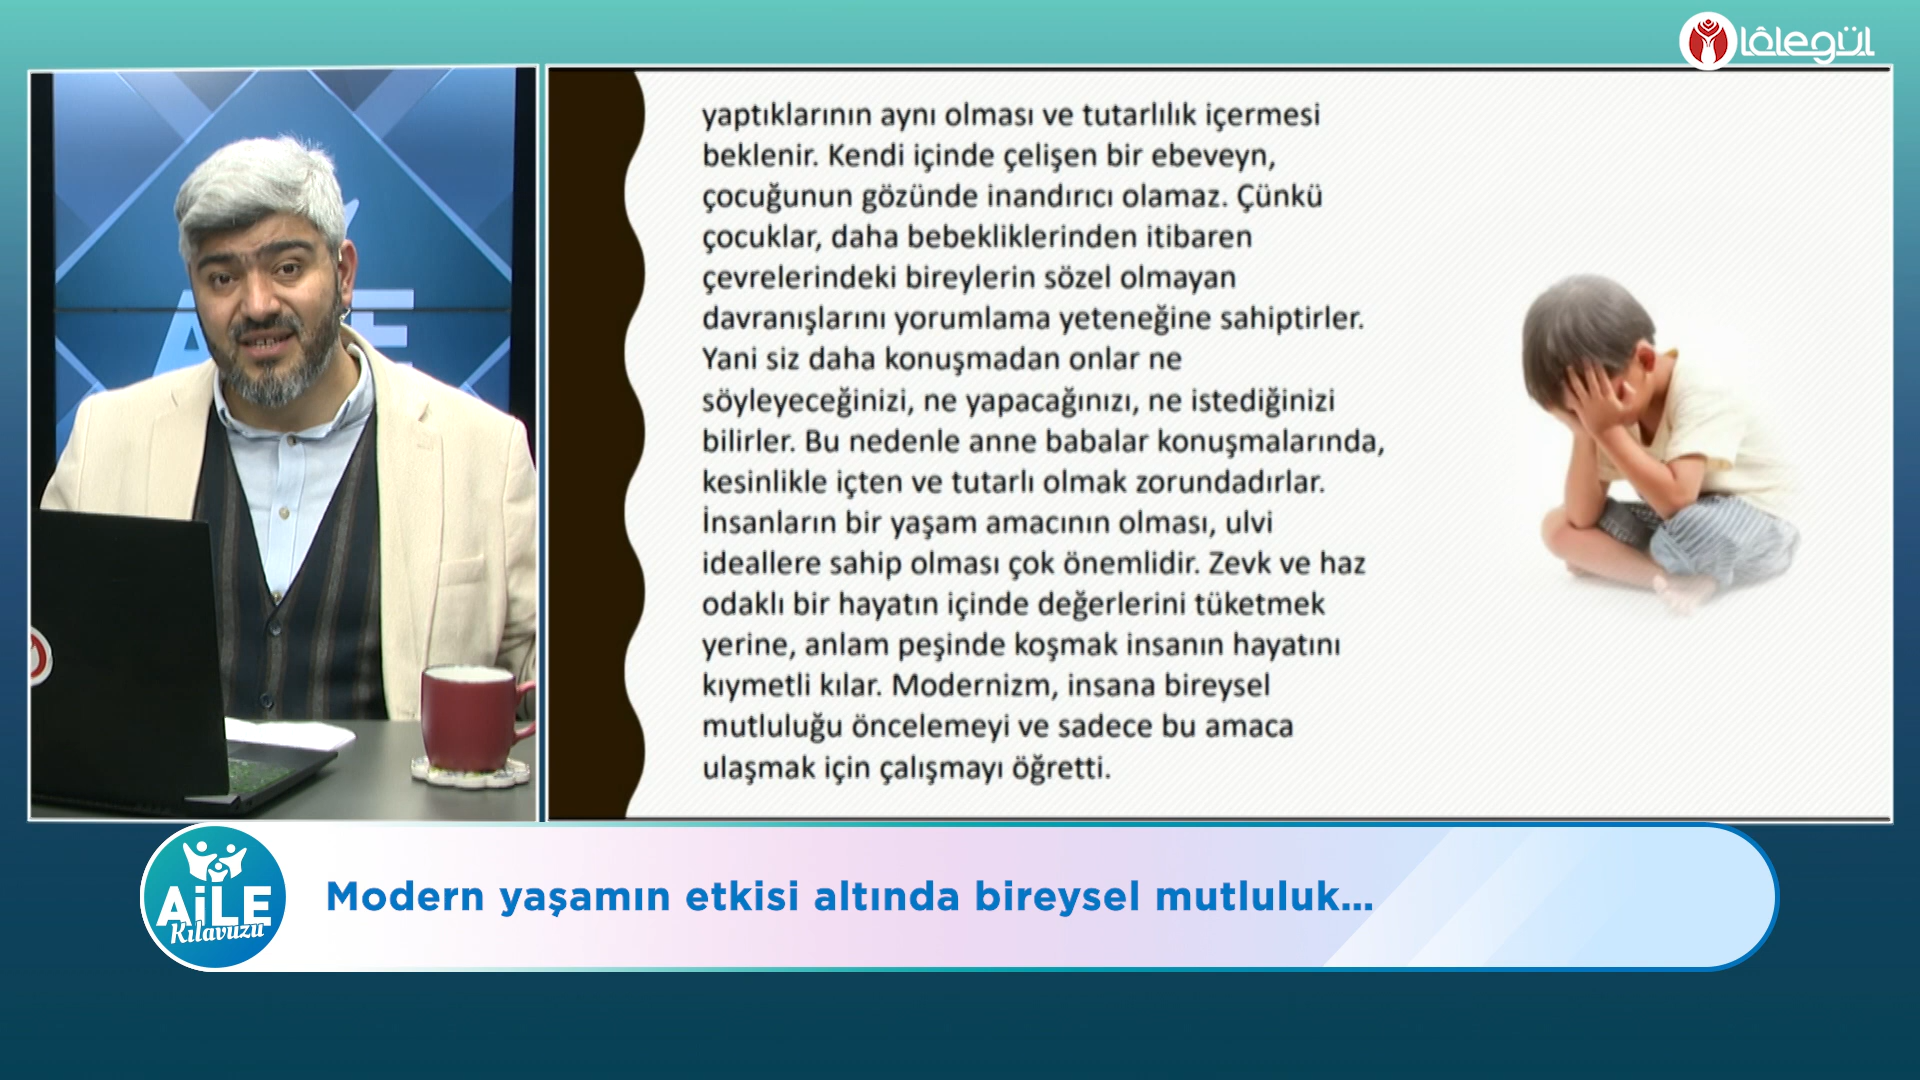 lâlegül
yaptıklarının aynı olması ve tutarlılık içermesi
beklenir. Kendi içinde çelişen bir ebeveyn,
çocuğunun gözünde inandırıcı olamaz. Çünkü
çocuklar, daha bebekliklerinden itibaren
çevrelerindeki bireylerin sözel olmayan
davranışlarını yorumlama yeteneğine sahiptirler.
Yani siz daha konuşmadan onlar ne
söyleyeceğinizi, ne yapacağınızı, ne istediğinizi
bilirler. Bu nedenle anne babalar konuşmalarında,
kesinlikle içten ve tutarlı olmak zorundadırlar.
İnsanların bir yaşam amacının olması, ulvi
ideallere sahip olması çok önemlidir. Zevk ve haz
odaklı bir hayatın içinde değerlerini tüketmek
yerine, anlam peşinde koşmak insanın hayatını
kıymetli kılar. Modernizm, insana bireysel
mutluluğu öncelemeyi ve sadece bu amaca
ulaşmak için çalışmayı öğretti.
AİLE
Kılavuzu
Modern yaşamın etkisi altında bireysel mutluluk...